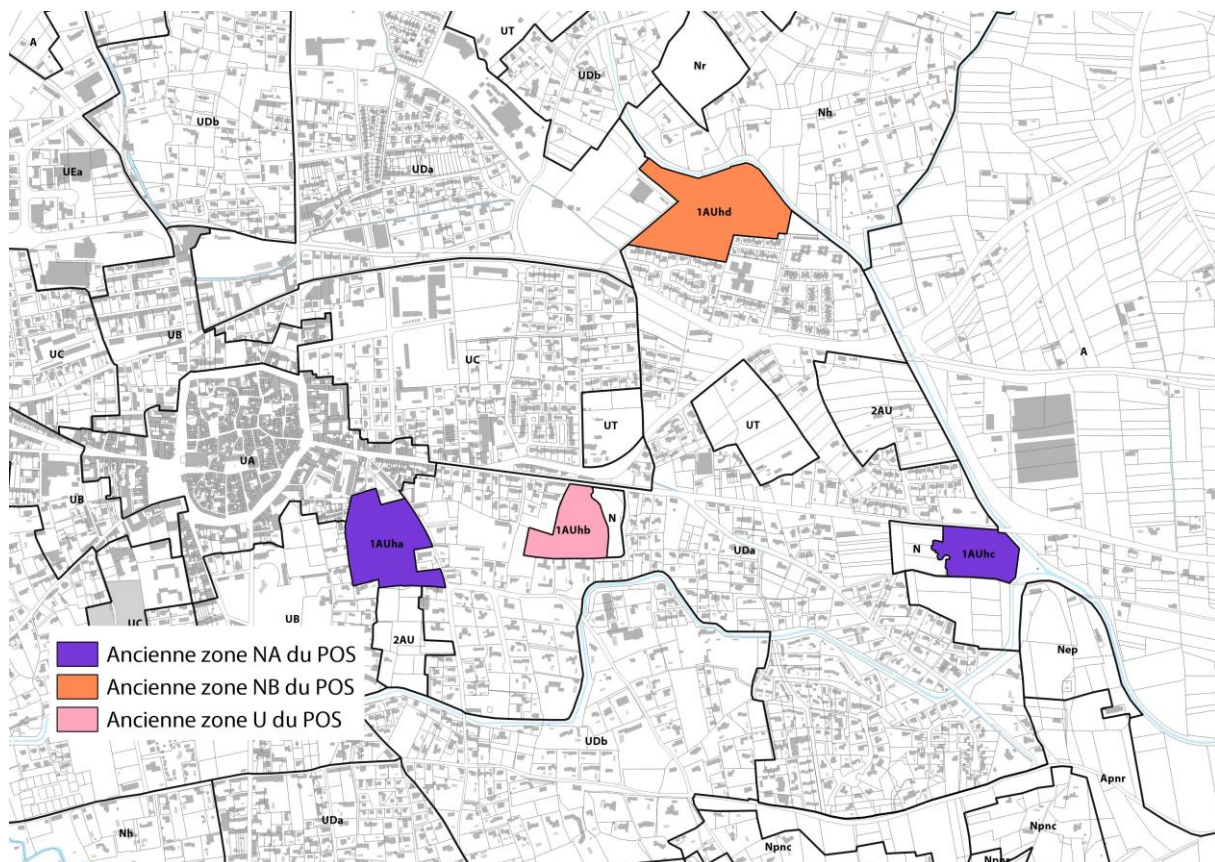 UT
A
UDb
Nr
UDb
Nh
UEa
UDa
1AUhd
UB
UC
UC
A
2AU
UT
UT
UA
UB
1AUhb
N
1AUha
UDa
N
1AUhc
UC
UB
2AU
Nep
Ancienne zone NA du POS
Ancienne zone NB du POS
Ancienne zone U du POS
UDb
Apnr
Nh
UDa
Npnc
Npnc